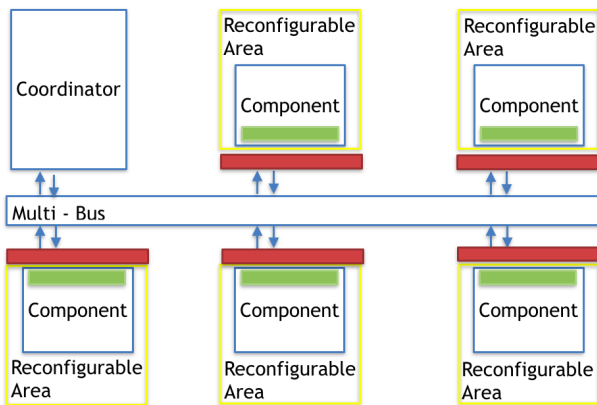 Coordinator
Reconfigurable
Area
Component
Reconfigurable
Area
Component
Multi - Bus
Component
Reconfigurable
Area
Component
Reconfigurable
Area
Component
Reconfigurable
Area